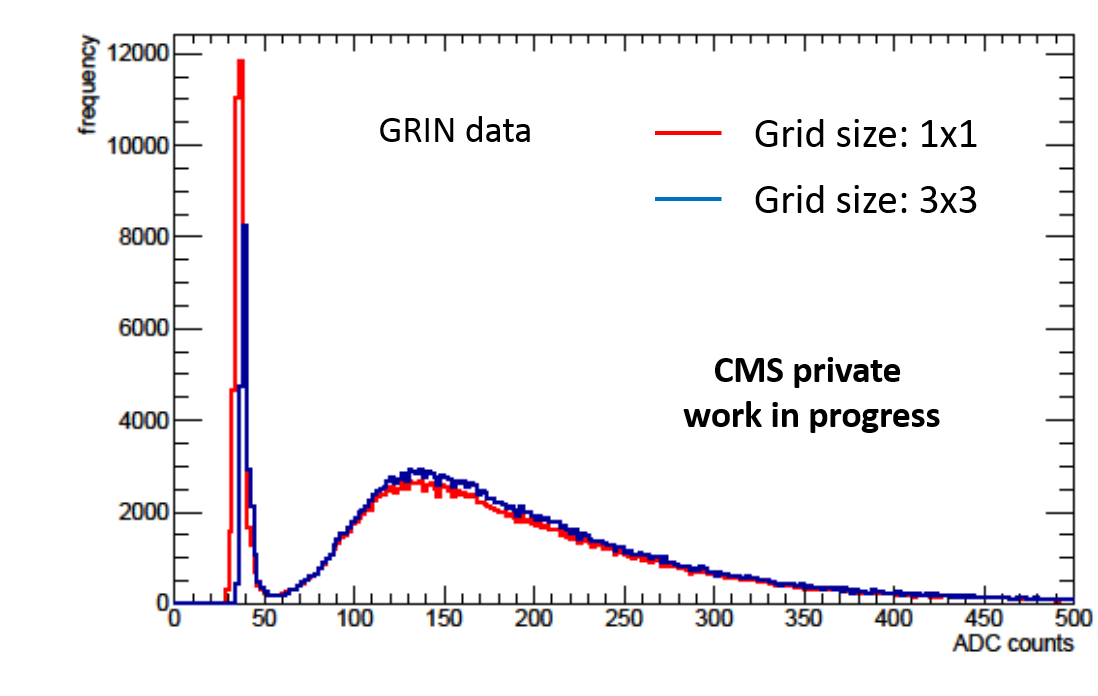 frequency
12000
10000
8000
6000
4000
2000
0
GRIN data
Grid size: 1x1
Grid size: 3x3
CMS private
work in progress
0 50 100 150 200 250 300 350 400 450 500
ADC counts